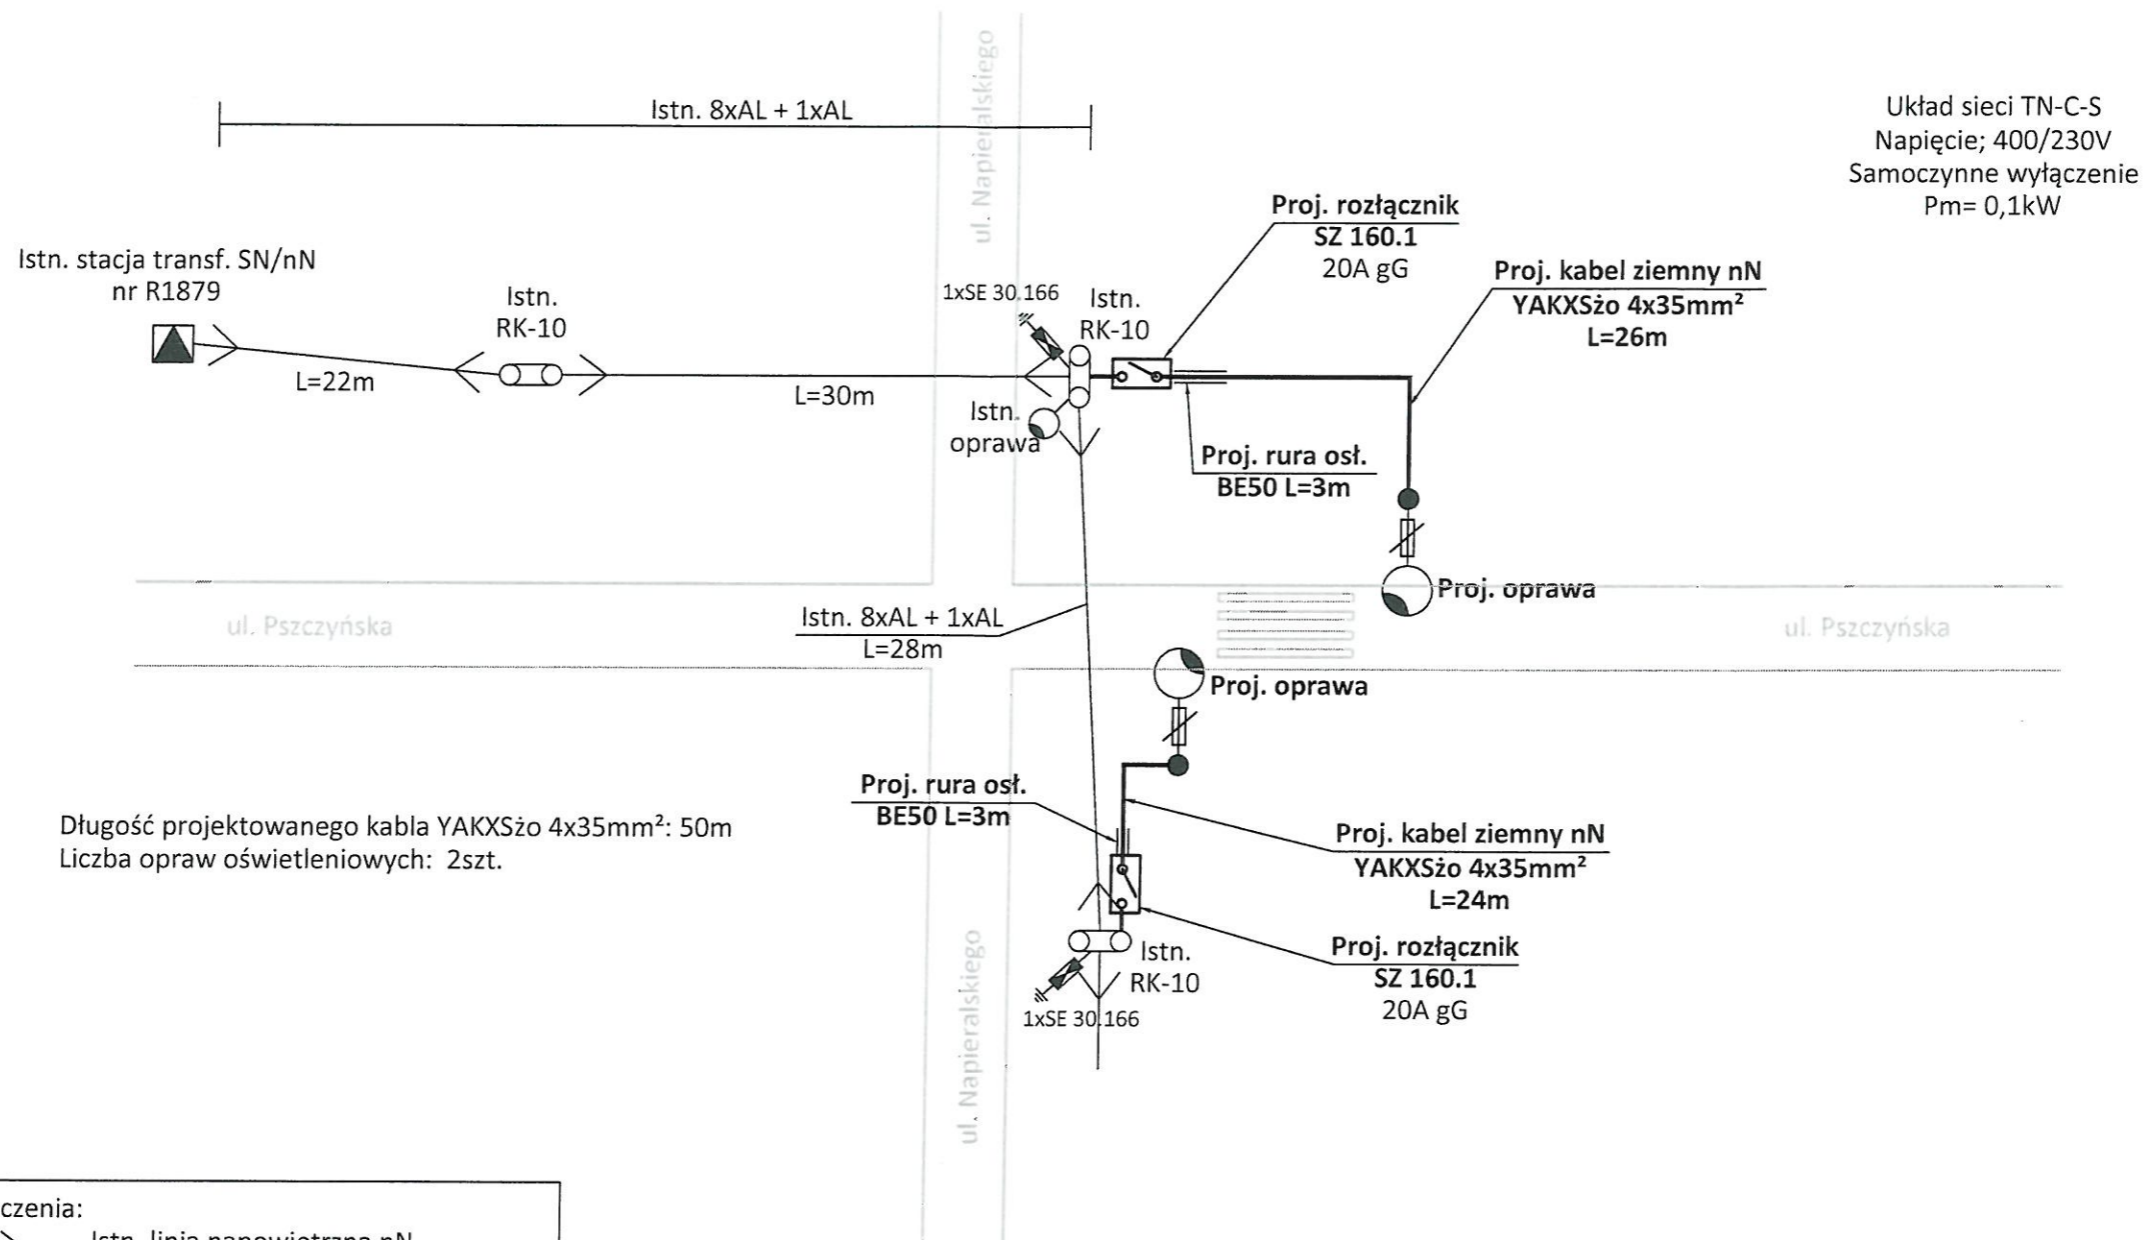 ul. Napieralskiego
Istn. 8xAL + 1xAL
Układ sieci TN-C-S
Napięcie; 400/230V
Samoczynne wyłączenie
Pm= 0,1kW
Proj. rozłącznik
SZ 160.1
20A gG
Istn. stacja transf. SN/nN
nr R1879
Proj. kabel ziemny nN
YAKXSżo 4x35mm²
L=26m
Istn.
RK-10
1xSE 30.166
Istn.
RK-10
L=22m
L=30m
Istn.
oprawa
Proj. rura osł.
BE50 L=3m
Proj. oprawa
ul. Pszczyńska
Istn. 8xAL + 1xAL
L=28m
ul. Pszczyńska
Proj. oprawa
Proj. rura osł.
BE50 L=3m
Długość projektowanego kabla YAKXSżo 4x35mm²: 50m
Liczba opraw oświetleniowych: 2szt.
Proj. kabel ziemny nN
YAKXSżo 4x35mm²
L=24m
Proj. rozłącznik
SZ 160.1
20A gG
Istn.
RK-10
1xSE 30.166
ul. Napieralskiego
czenia:
Istn. linia napowietrzna nN